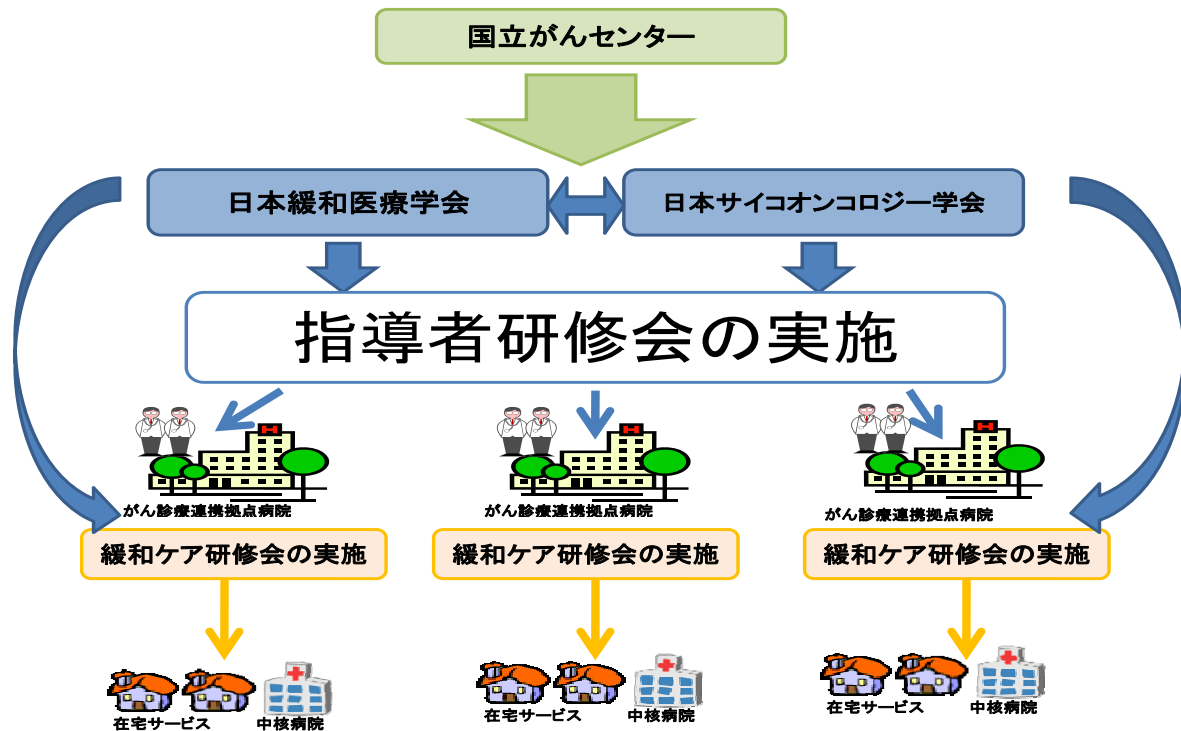 国立がんセンター
日本緩和医療学会
日本サイコオンコロジー学会
指導者研修会の実施
H
H
H
がん診療連携拠点病院
がん診療連携拠点病院
がん診療連携拠点病院
緩和ケア研修会の実施
緩和ケア研修会の実施
緩和ケア研修会の実施
在宅サービス
中核病院
在宅サービス
中核病院
在宅サービス
中核病院